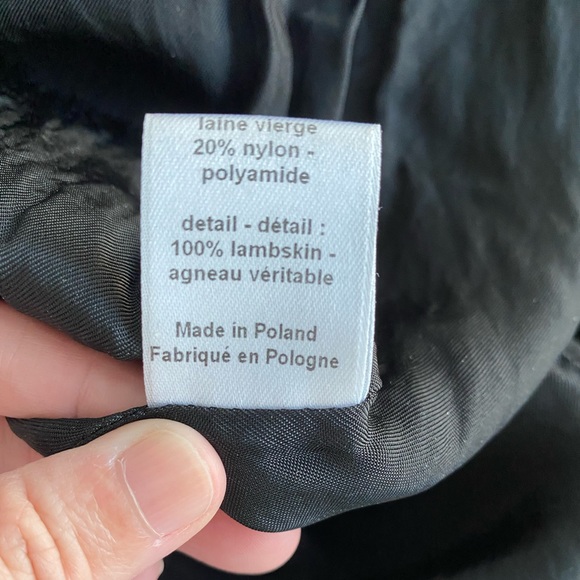 laine vierge
20% nylon -
polyamide
detail - détail :
100% lambskin -
agneau véritable
Made in Poland
Fabriqué en Pologne